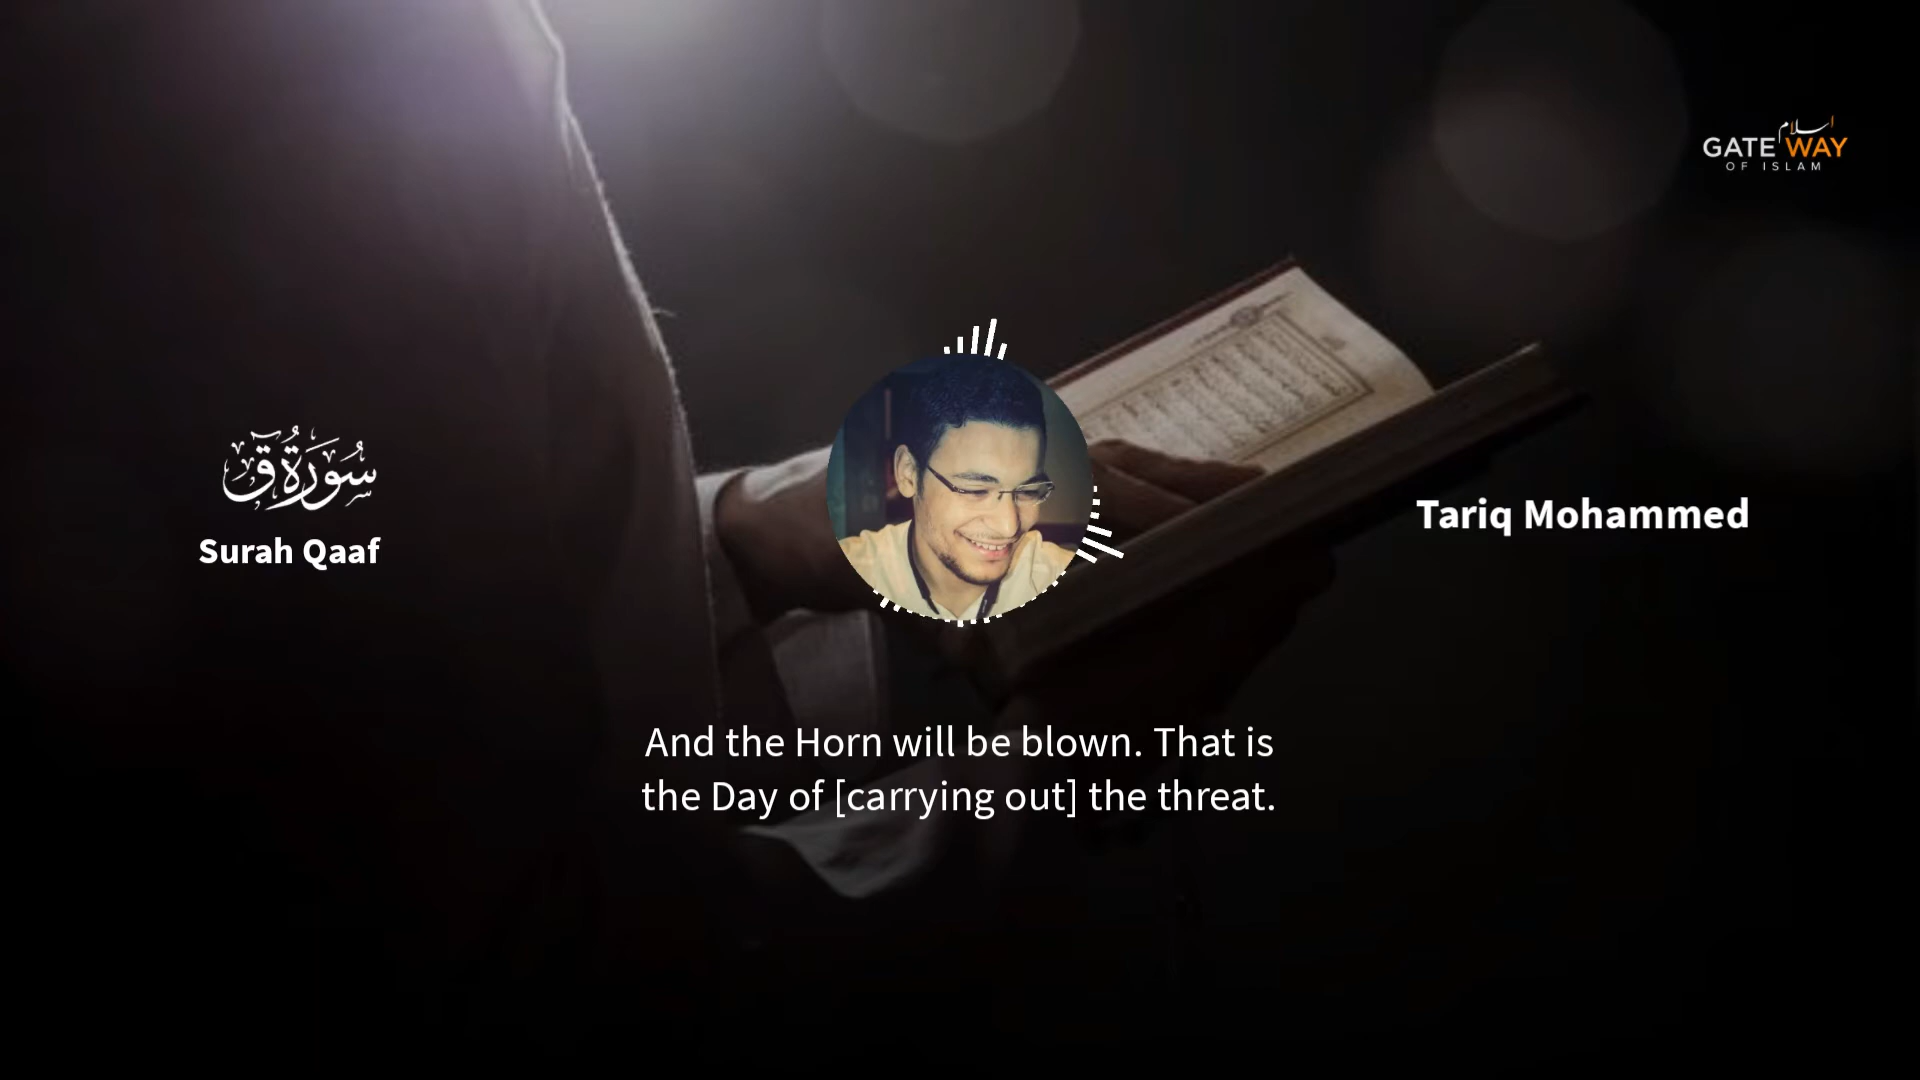 اسلام
GATE WAY
OF ISLAM
سُورَةُ قٓ
Surah Qaaf
Tariq Mohammed
And the Horn will be blown. That is
the Day of [carrying out] the threat.